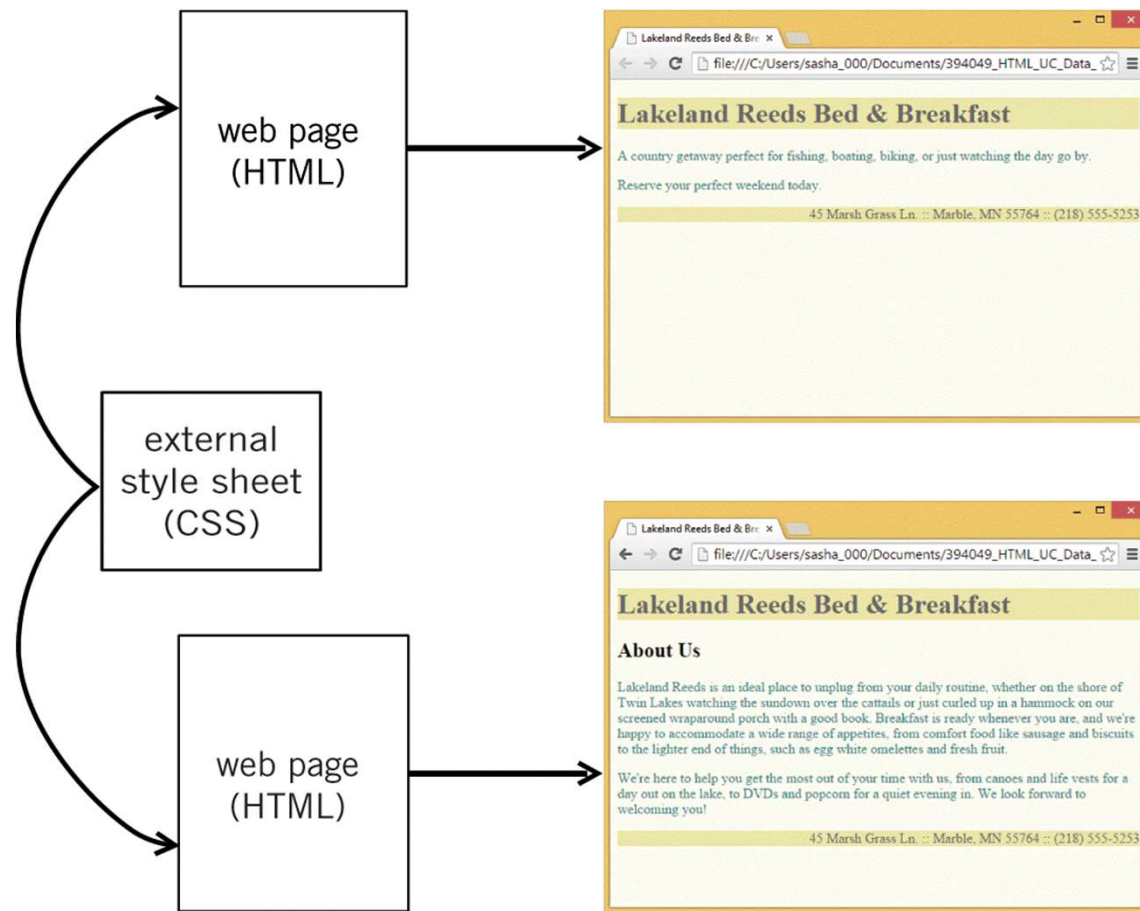 web page
(HTML)
Lakeland Reeds Bed & Bre
file:///C:/Users/sasha_000/Documents/394049_HTML_UC_Data_
Lakeland Reeds Bed & Breakfast
A country getaway perfect for fishing, boating, biking, or just watching the day go by.
Reserve your perfect weekend today.
45 Marsh Grass Ln. :: Marble, MN 55764 :: (218) 555-5253
external
style sheet
(CSS)
web page
(HTML)
Lakeland Reeds Bed & Bre
file:///C:/Users/sasha_000/Documents/394049_HTML_UC_Data_
Lakeland Reeds Bed & Breakfast
About Us
Lakeland Reeds is an ideal place to unplug from your daily routine, whether on the shore of
Twin Lakes watching the sundown over the cattails or just curled up in a hammock on our
screened wraparound porch with a good book. Breakfast is ready whenever you are, and we're
happy to accommodate a wide range of appetites, from comfort food like sausage and biscuits
to the lighter end of things, such as egg white omelettes and fresh fruit.
We're here to help you get the most out of your time with us, from canoes and life vests for a
day out on the lake, to DVDs and popcorn for a quiet evening in. We look forward to
welcoming you!
45 Marsh Grass Ln. :: Marble, MN 55764 :: (218) 555-5253